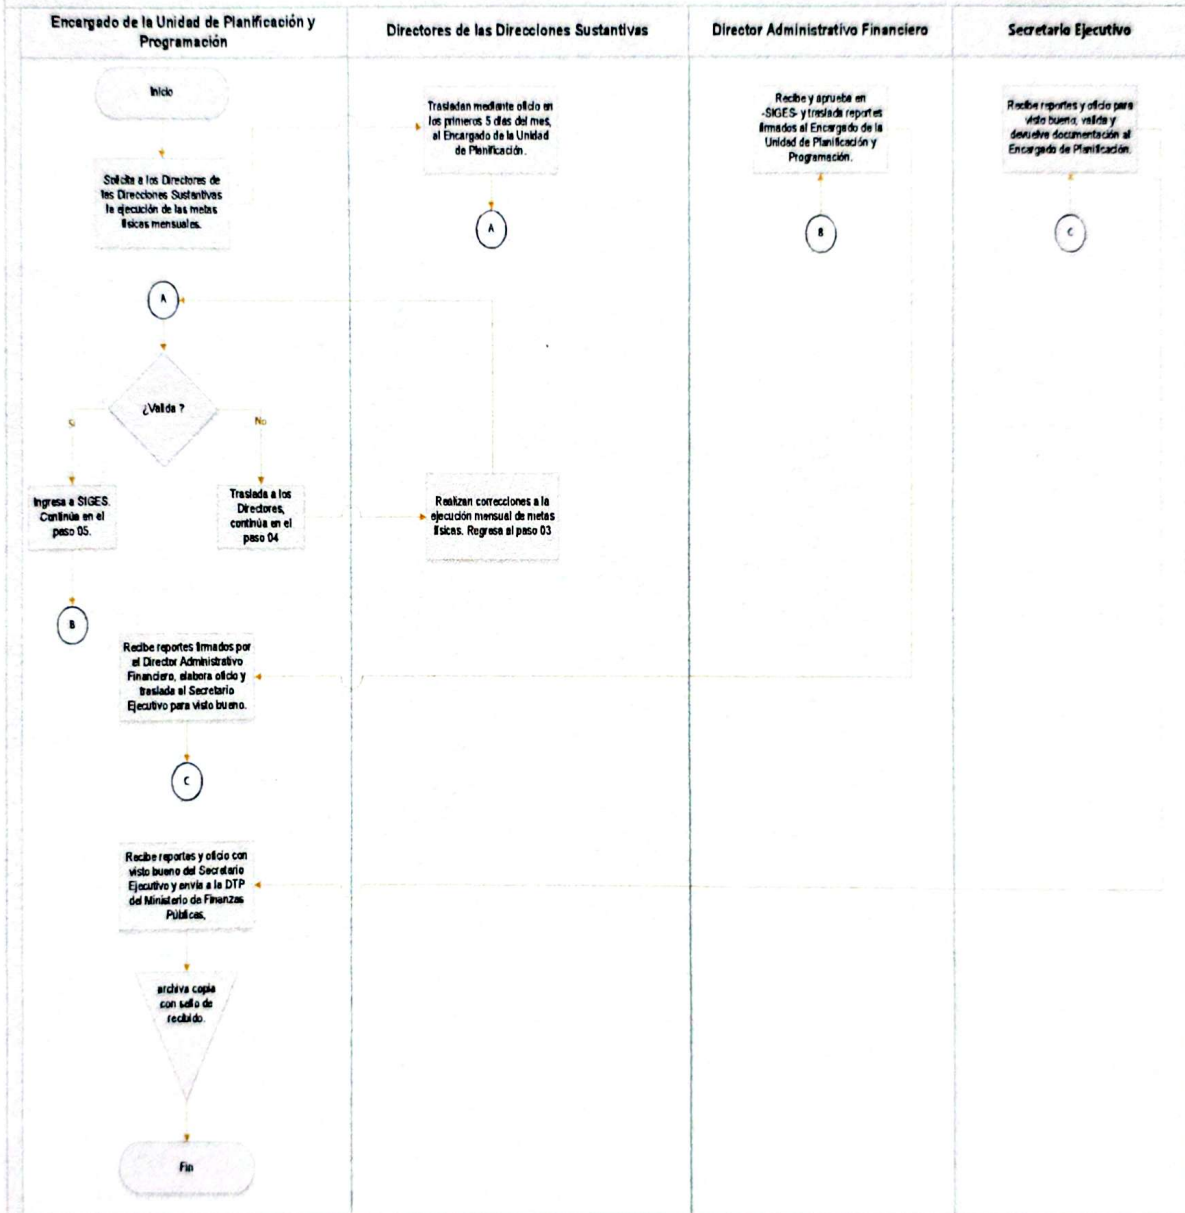 Encargado de la Unidad de Planificación y
Programación
Directores de las Direcciones Sustantivas
Director Administrativo Financiero
Secretario Ejecutivo
Inicio
Solicita a los Directores de
las Direcciones Sustantivas
la ejecución de las metas
físicas mensuales.
Trasladan mediante oficio en
los primeros 5 días del mes,
al Encargado de la Unidad
de Planificación.
A
Recibe y aprueba en
-SIGES- y traslada reportes
firmados al Encargado de la
Unidad de Planificación y
Programación.
B
Recibe reportes y oficio para
visto bueno, valida y
devuelve documentación al
Encargado de Planificación.
C
A
¿Valida ?
Si
No
Ingresa a SIGES.
Continúa en el
paso 05.
Traslada a los
Directores,
continúa en el
paso 04
Realizan correcciones a la
ejecución mensual de metas
físicas. Regresa al paso 03
B
Recibe reportes firmados por
el Director Administrativo
Financiero, elabora oficio y
traslada al Secretario
Ejecutivo para visto bueno.
C
Recibe reportes y oficio con
visto bueno del Secretario
Ejecutivo y envía a la DTP
del Ministerio de Finanzas
Públicas,
archiva copia
con sello de
recibido.
Fin